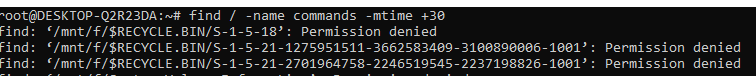 root@DESKTOP-Q2R23DA:~# find / -name commands -mtime +30
find: ‘/mnt/f/$RECYCLE.BIN/S-1-5-18’: Permission denied
find: ‘/mnt/f/$RECYCLE.BIN/S-1-5-21-1275951511-3662583409-3100890006-1001’: Permission denied
find: ‘/mnt/f/$RECYCLE.BIN/S-1-5-21-2701964758-2246519545-2237198826-1001’: Permission denied